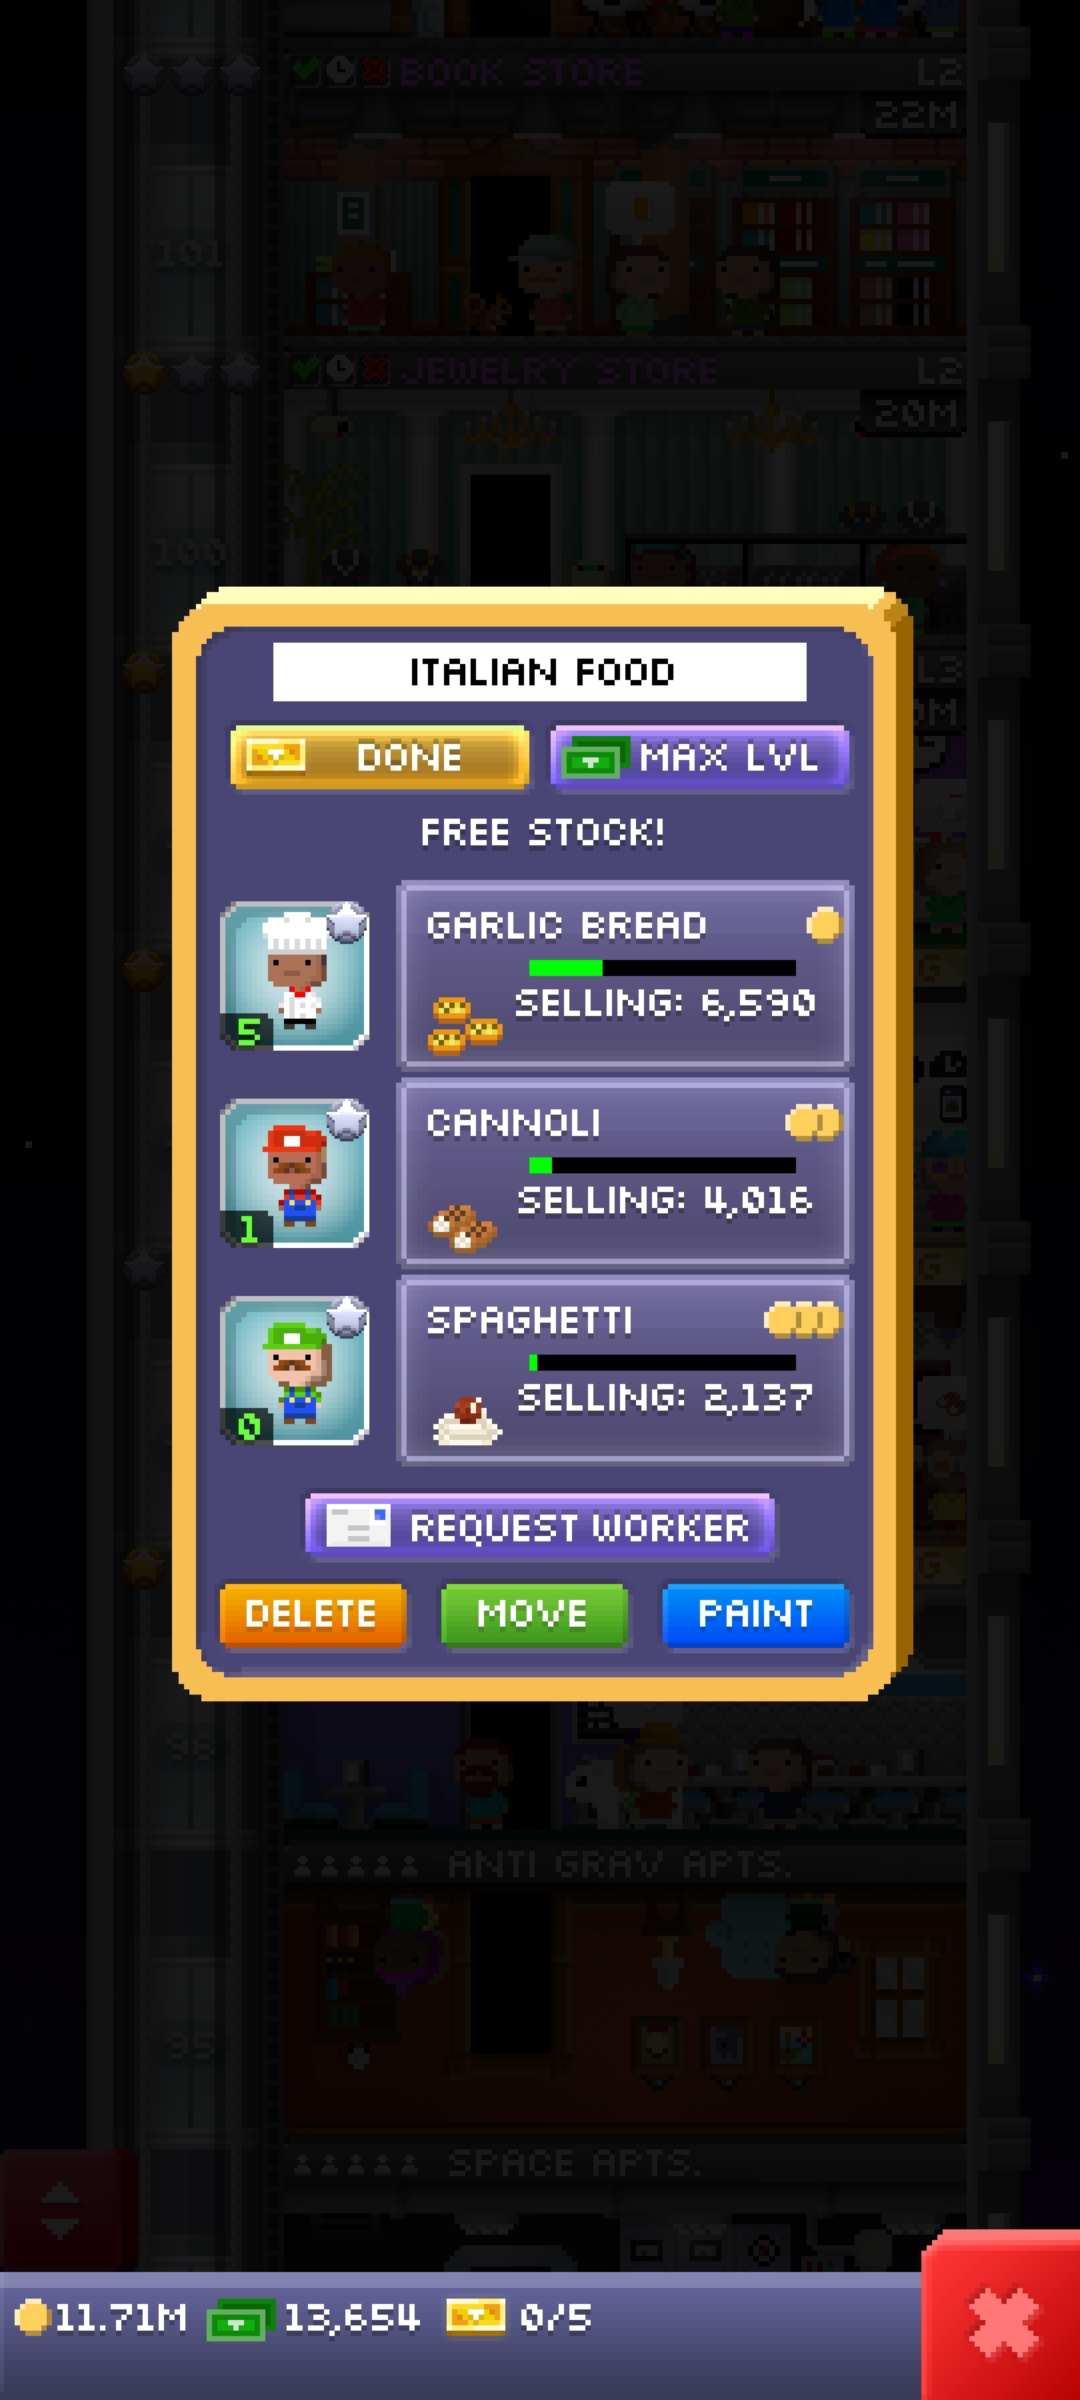 BOOK STORE L2
22M
101
JEWELRY STORE L2
20M
100
L3
ITALIAN FOOD
DONE
MAX LVL
FREE STOCK!
GARLIC BREAD
SELLING: 6,590
5
CANNOLI
SELLING: 4,016
1
SPAGHETTI
SELLING: 2,137
0
REQUEST WORKER
DELETE
MOVE
PAINT
ANTI GRAV APTS.
95
SPACE APTS.
11.71M
13,654
0/5